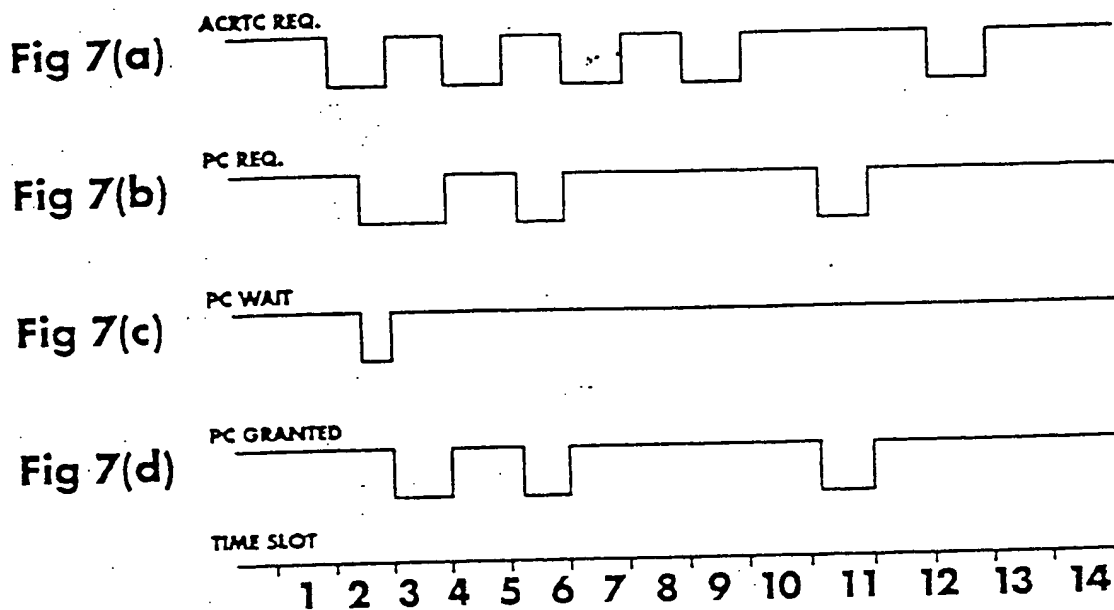 ACRTC REQ.
Fig 7(a)
PC REQ.
Fig 7(b)
PC WAIT
Fig 7(c)
PC GRANTED
Fig 7(d)
TIME SLOT
1 2 3 4 5 6 7 8 9 10 11 12 13 14